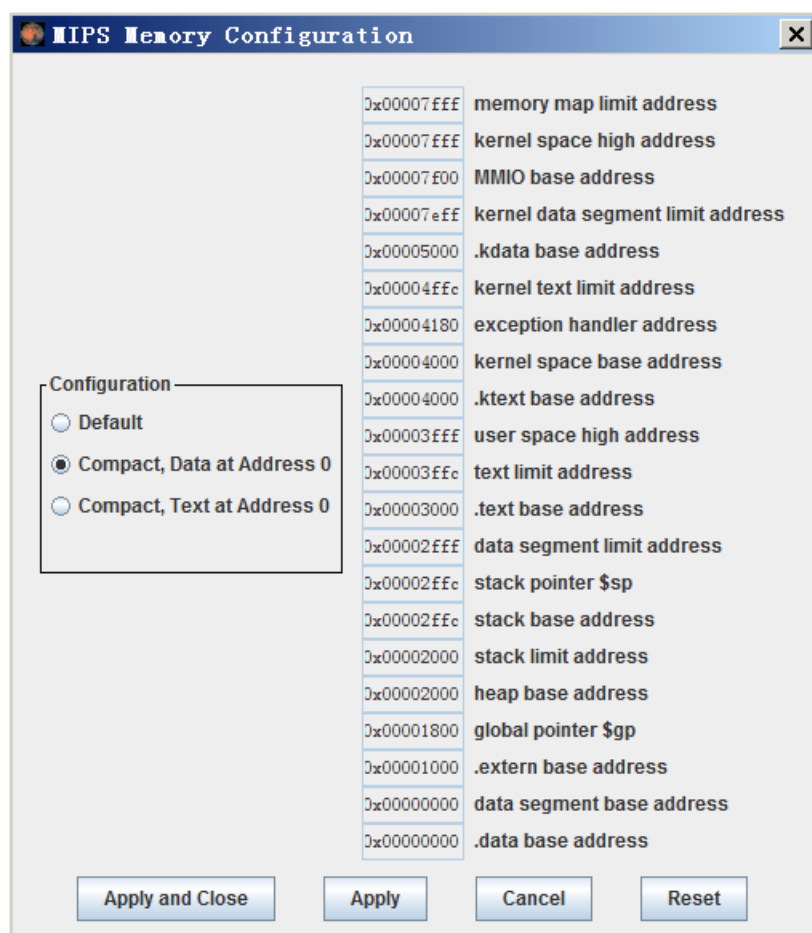 MIPS Memory Configuration
0x00007fff memory map limit address
0x00007fff kernel space high address
0x00007f00 MMIO base address
0x00007eff kernel data segment limit address
0x00005000 .kdata base address
0x00004ffc kernel text limit address
0x00004180 exception handler address
0x00004000 kernel space base address
0x00004000 .ktext base address
0x00003fff user space high address
0x00003ffc text limit address
0x00003000 .text base address
0x00002fff data segment limit address
0x00002ffc stack pointer $sp
0x00002ffc stack base address
0x00002000 stack limit address
0x00002000 heap base address
0x00001800 global pointer $gp
0x00001000 .extern base address
0x00000000 data segment base address
0x00000000 .data base address
Configuration
Default
Compact, Data at Address 0
Compact, Text at Address 0
Apply and Close Apply Cancel Reset